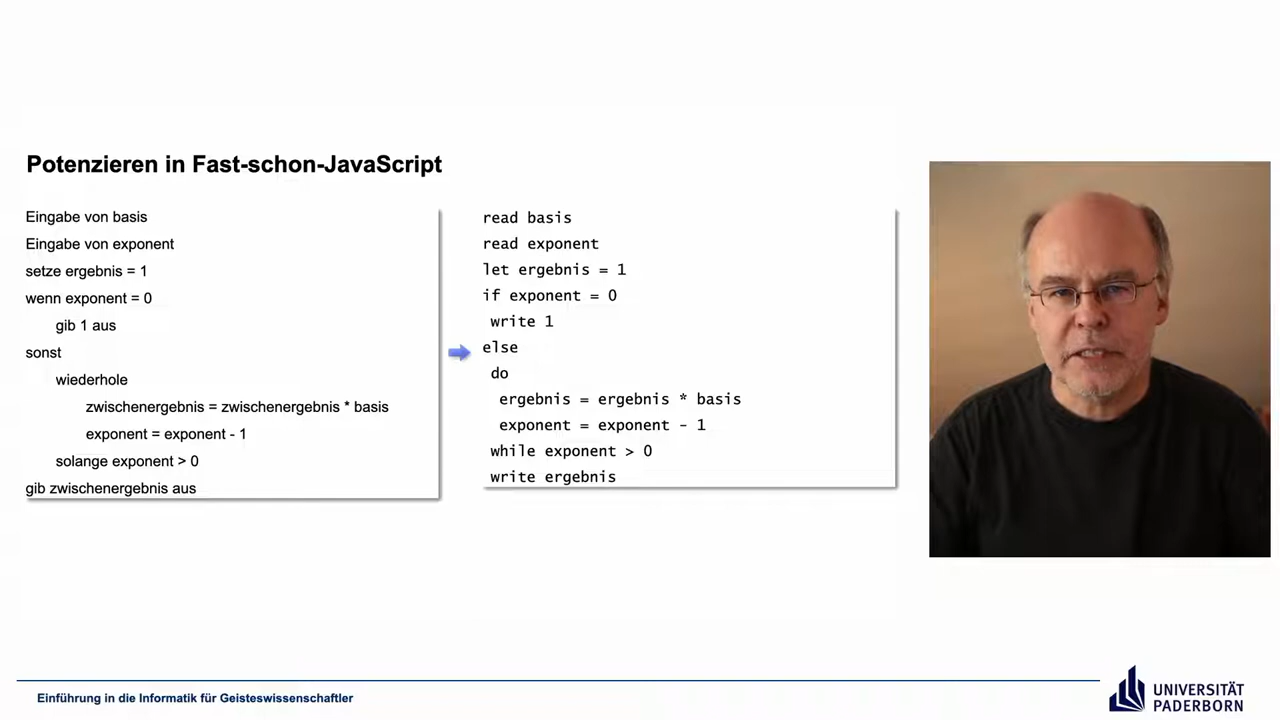 Potenzieren in Fast-schon-JavaScript
Eingabe von basis
Eingabe von exponent
setze ergebnis = 1
wenn exponent = 0
gib 1 aus
sonst
wiederhole
zwischenergebnis = zwischenergebnis * basis
exponent = exponent - 1
solange exponent > 0
gib zwischenergebnis aus
read basis
read exponent
let ergebnis = 1
if exponent = 0
write 1
else
do
ergebnis = ergebnis * basis
exponent = exponent - 1
while exponent > 0
write ergebnis
Einführung in die Informatik für Geisteswissenschaftler
UNIVERSITÄT
PADERBORN